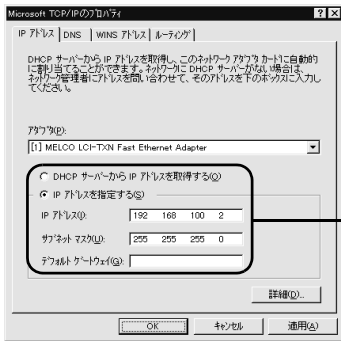 Microsoft TCP/IPのﾌﾟﾛﾊﾟﾃｨ
IP ｱﾄﾞﾚｽ DNS WINS ｱﾄﾞﾚｽ ﾙｰﾃｨﾝｸﾞ
DHCP ｻｰﾊﾞｰから IP ｱﾄﾞﾚｽを取得し、このﾈｯﾄﾜｰｸ ｱﾀﾞﾌﾟﾀ ｶｰﾄﾞに自動的
に割り当てることができます。ﾈｯﾄﾜｰｸに DHCP ｻｰﾊﾞｰがない場合は、
ﾈｯﾄﾜｰｸ管理者にｱﾄﾞﾚｽを問い合わせて、そのｱﾄﾞﾚｽを下のﾎﾞｯｸｽに入力し
てください。
ｱﾀﾞﾌﾟﾀ(P):
[1] MELCO LCI-TXN Fast Ethernet Adapter
DHCP ｻｰﾊﾞｰから IP ｱﾄﾞﾚｽを取得する(O)
IP ｱﾄﾞﾚｽを指定する(S)
IP ｱﾄﾞﾚｽ(I): 192 168 100 2
ｻﾌﾞﾈｯﾄ ﾏｽｸ(U): 255 255 255 0
ﾃﾞﾌｫﾙﾄ ｹﾞｰﾄｳｪｲ(G):
詳細(D)...
OK ｷｬﾝｾﾙ 適用(A)